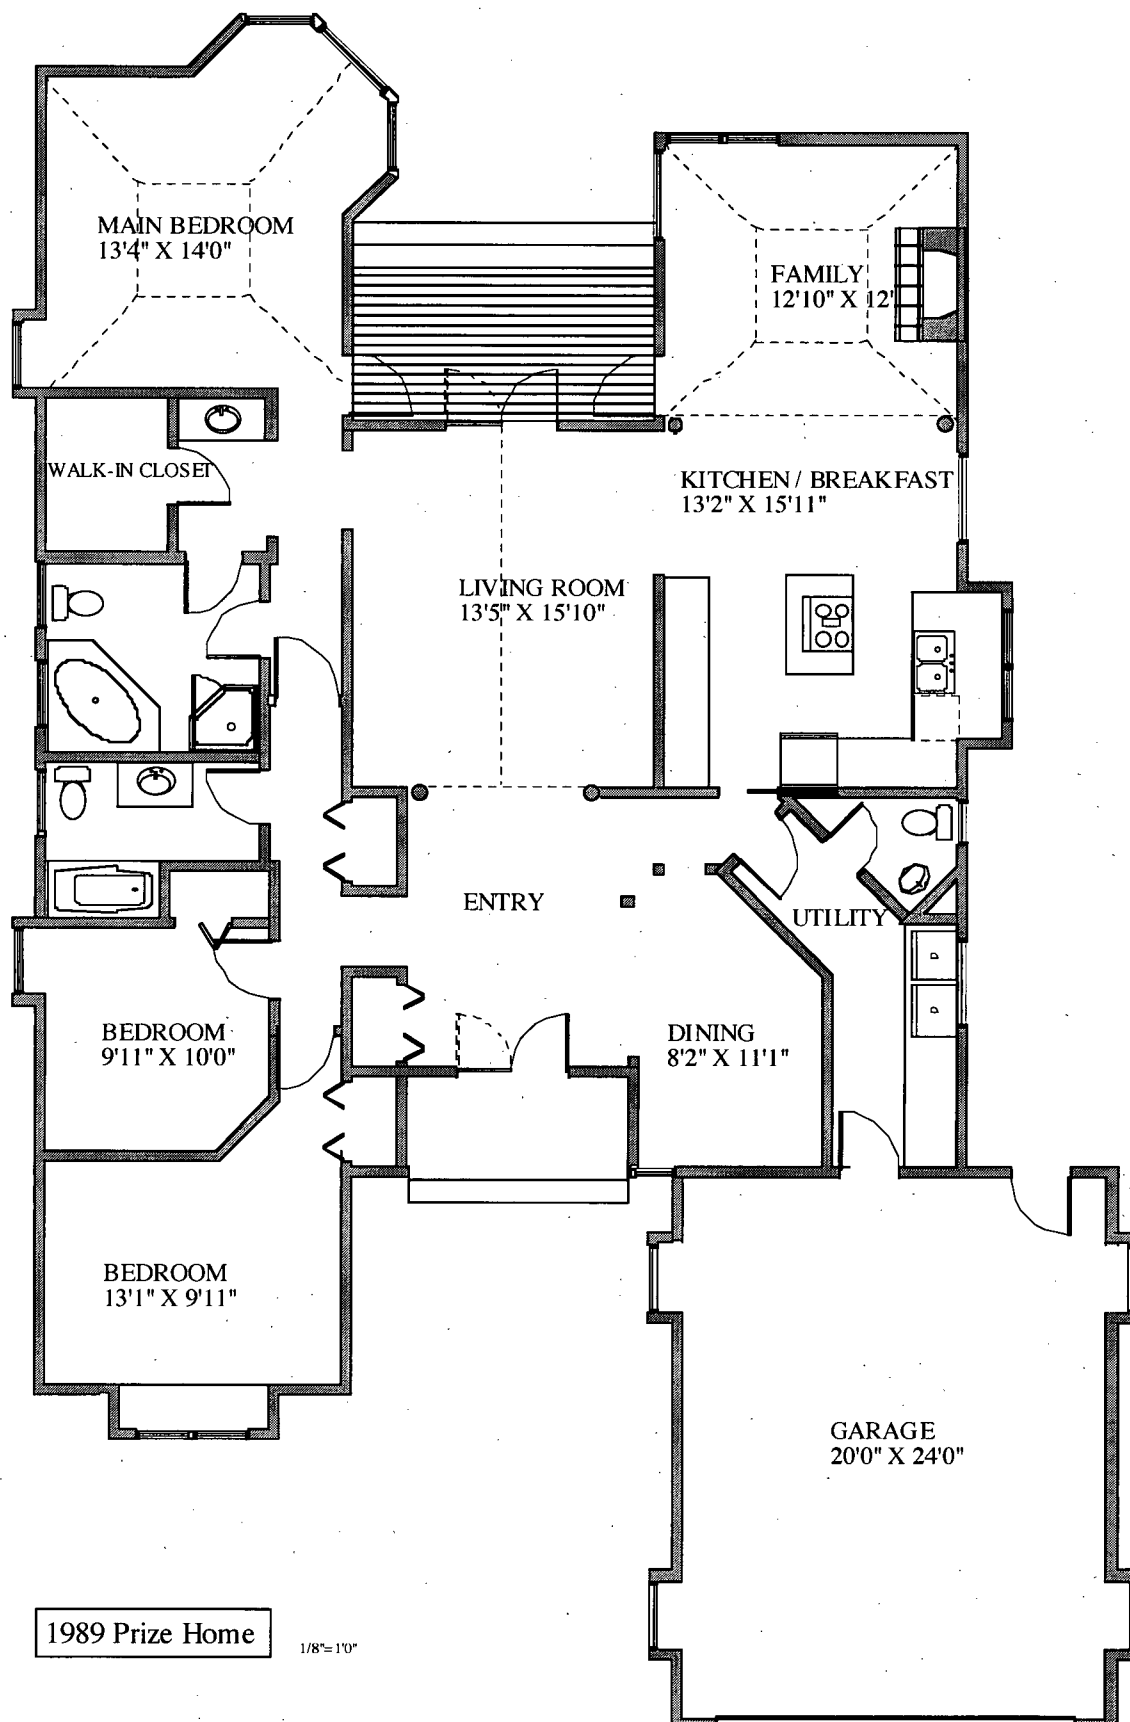 MAIN BEDROOM
13'4" X 14'0"
FAMILY
12'10" X 12'
WALK-IN CLOSET
KITCHEN / BREAKFAST
13'2" X 15'11"
LIVING ROOM
13'5" X 15'10"
ENTRY
UTILITY
BEDROOM
9'11" X 10'0"
DINING
8'2" X 11'1"
BEDROOM
13'1" X 9'11"
GARAGE
20'0" X 24'0"
1989 Prize Home
1/8"=1'0"